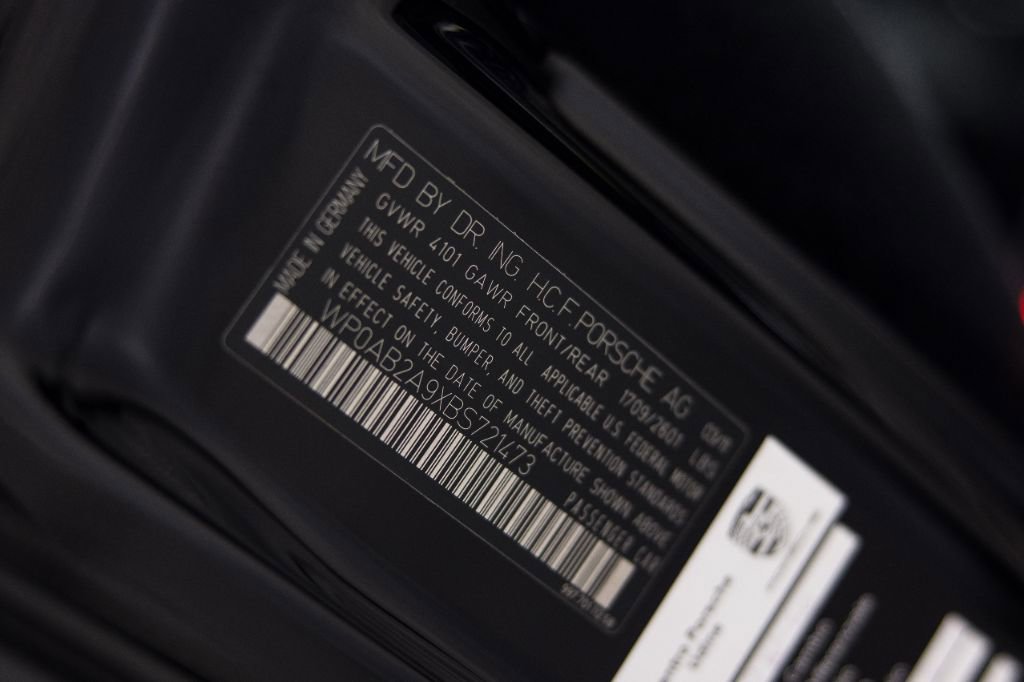 MFD BY DR. ING. H.C.F. PORSCHE AG
GVWR 4101 GAWR FRONT/REAR 1709/2601 LBS
THIS VEHICLE CONFORMS TO ALL APPLICABLE U.S. FEDERAL MOTOR
VEHICLE SAFETY, BUMPER, AND THEFT PREVENTION STANDARDS
IN EFFECT ON THE DATE OF MANUFACTURE SHOWN ABOVE
WP0AB2A9XBS721473 PASSENGER CAR
MADE IN GERMANY